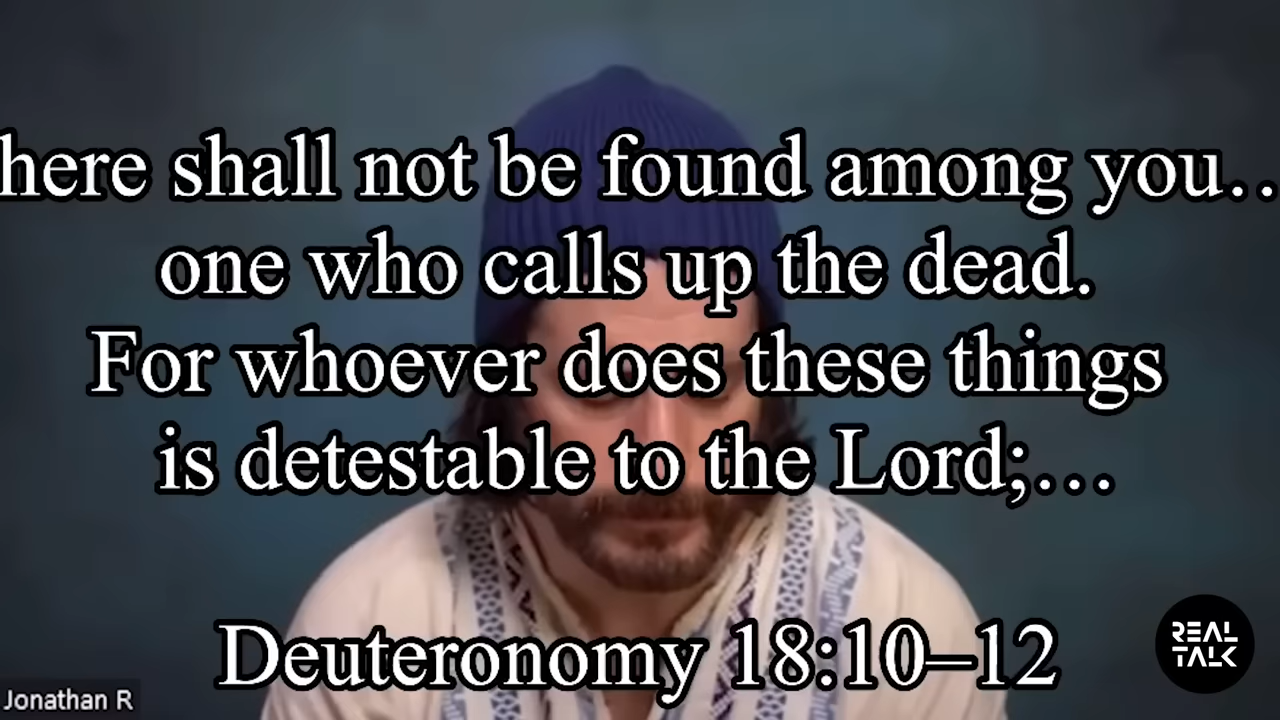 here shall not be found among you…
one who calls up the dead.
For whoever does these things
is detestable to the Lord;…
Deuteronomy 18:10–12
REAL
TALK
Jonathan R